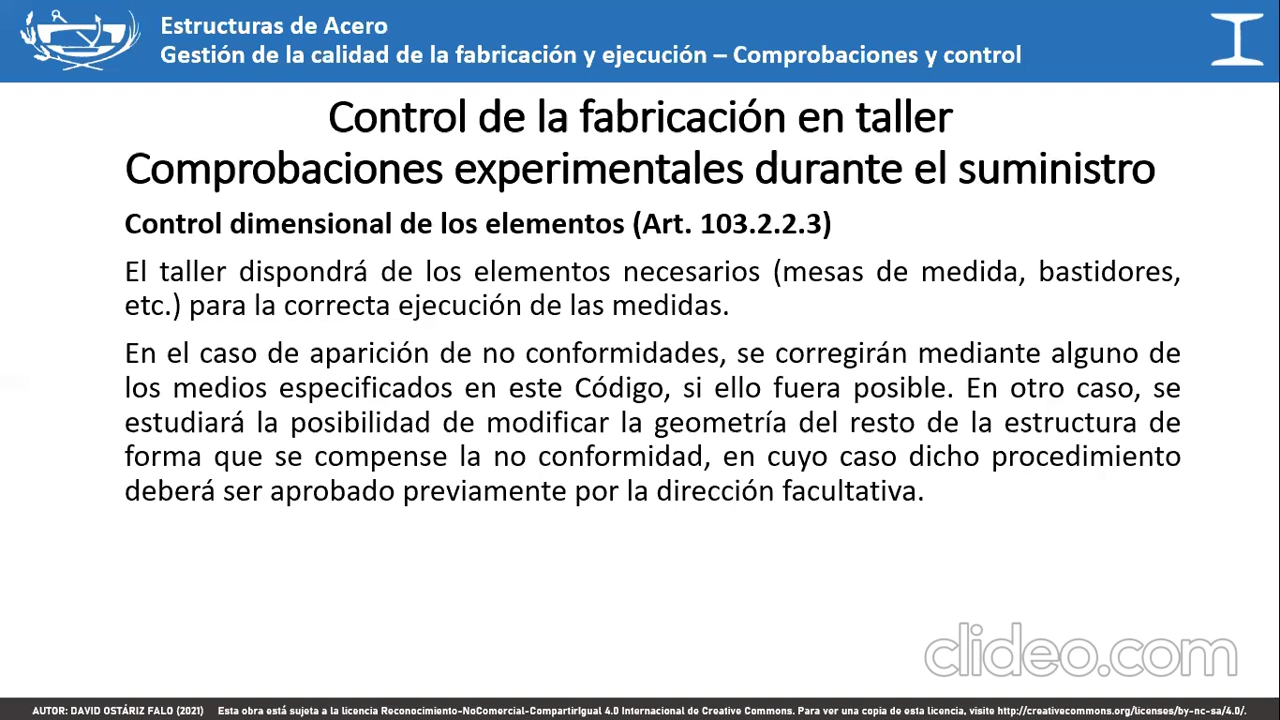 Estructuras de Acero
Gestión de la calidad de la fabricación y ejecución – Comprobaciones y control
Control de la fabricación en taller
Comprobaciones experimentales durante el suministro
Control dimensional de los elementos (Art. 103.2.2.3)
El taller dispondrá de los elementos necesarios (mesas de medida, bastidores,
etc.) para la correcta ejecución de las medidas.
En el caso de aparición de no conformidades, se corregirán mediante alguno de
los medios especificados en este Código, si ello fuera posible. En otro caso, se
estudiará la posibilidad de modificar la geometría del resto de la estructura de
forma que se compense la no conformidad, en cuyo caso dicho procedimiento
deberá ser aprobado previamente por la dirección facultativa.
clideo.com
AUTOR: DAVID OSTÁRIZ FALO (2021) Esta obra está sujeta a la licencia Reconocimiento-NoComercial-CompartirIgual 4.0 Internacional de Creative Commons. Para ver una copia de esta licencia, visite http://creativecommons.org/licenses/by-nc-sa/4.0/.